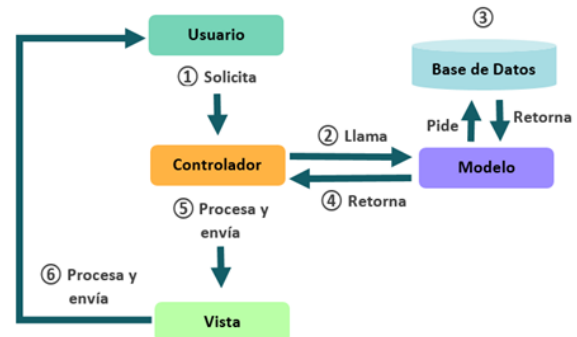 ③
Usuario
① Solicita
Base de Datos
Pide
Retorna
② Llama
Controlador
Modelo
④ Retorna
⑤ Procesa y
envía
⑥ Procesa y
envía
Vista